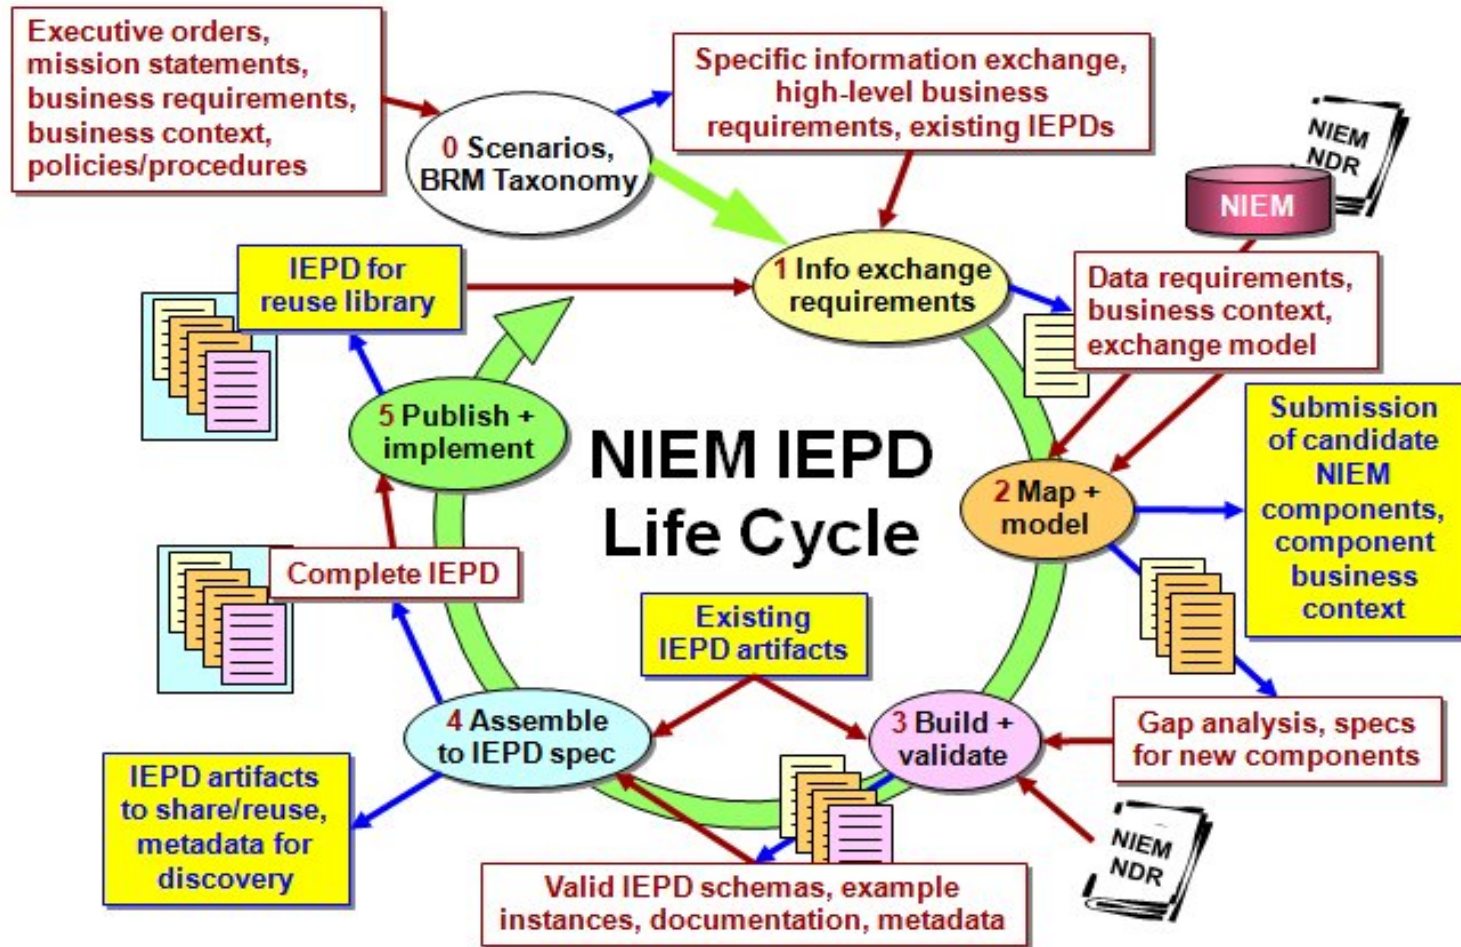 Executive orders,
mission statements,
business requirements,
business context,
policies/procedures
0 Scenarios,
BRM Taxonomy
Specific information exchange,
high-level business
requirements, existing IEPDs
NIEM
NDR
NIEM
IEPD for
reuse library
1 Info exchange
requirements
Data requirements,
business context,
exchange model
5 Publish +
implement
NIEM IEPD
Life Cycle
2 Map +
model
Submission
of candidate
NIEM
components,
component
business
context
Complete IEPD
Existing
IEPD artifacts
4 Assemble
to IEPD spec
3 Build +
validate
Gap analysis, specs
for new components
IEPD artifacts
to share/reuse,
metadata for
discovery
Valid IEPD schemas, example
instances, documentation, metadata
NIEM
NDR